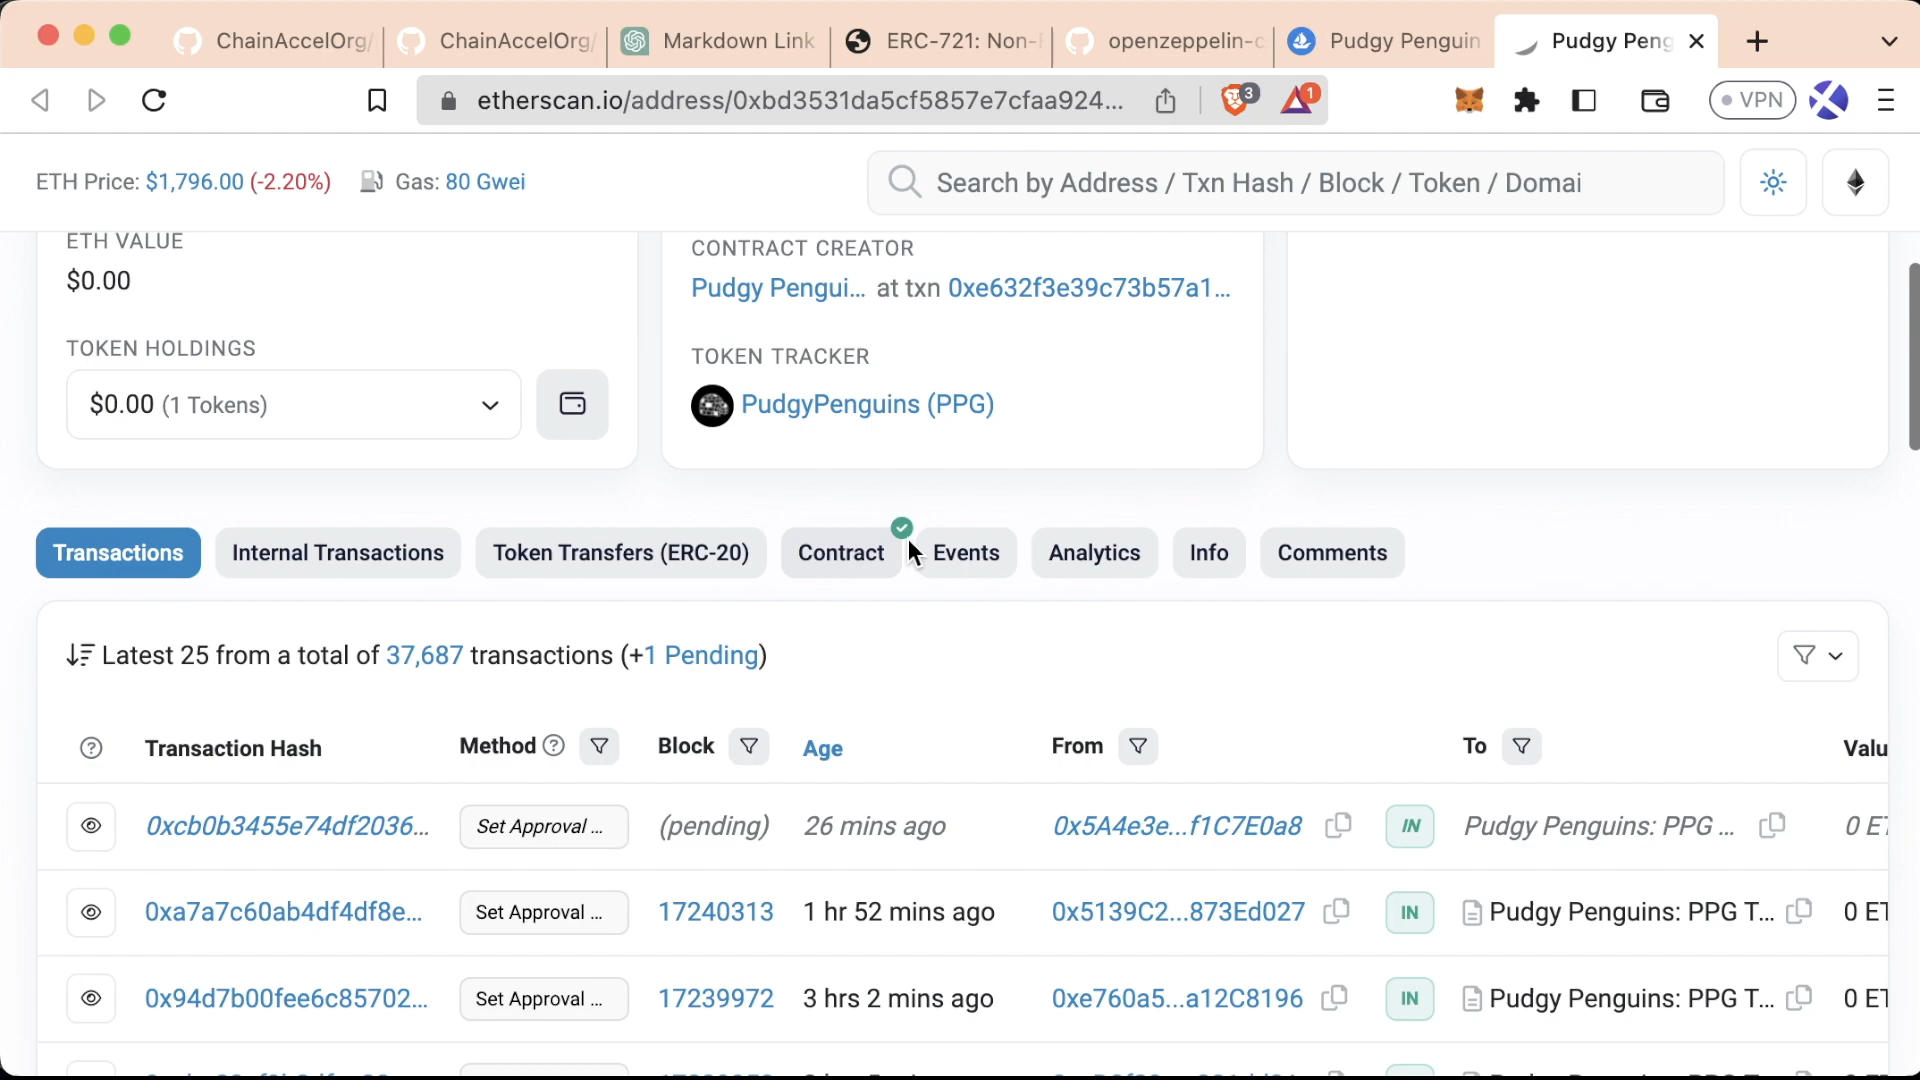 ChainAccelOrg/
ChainAccelOrg/
Markdown Link
ERC-721: Non-F
openzeppelin-c
Pudgy Penguin
Pudgy Peng
etherscan.io/address/0xbd3531da5cf5857e7cfaa924...
3
1
VPN
ETH Price: $1,796.00 (-2.20%)
Gas: 80 Gwei
Search by Address / Txn Hash / Block / Token / Domai
ETH VALUE
$0.00
TOKEN HOLDINGS
$0.00 (1 Tokens)
CONTRACT CREATOR
Pudgy Pengui... at txn 0xe632f3e39c73b57a1...
TOKEN TRACKER
PudgyPenguins (PPG)
Transactions
Internal Transactions
Token Transfers (ERC-20)
Contract
Events
Analytics
Info
Comments
Latest 25 from a total of 37,687 transactions (+1 Pending)
Transaction Hash Method Block Age From To Valu
0xcb0b3455e74df2036... Set Approval ... (pending) 26 mins ago 0x5A4e3e...f1C7E0a8 IN Pudgy Penguins: PPG ... 0 ET
0xa7a7c60ab4df4df8e... Set Approval ... 17240313 1 hr 52 mins ago 0x5139C2...873Ed027 IN Pudgy Penguins: PPG T... 0 ET
0x94d7b00fee6c85702... Set Approval ... 17239972 3 hrs 2 mins ago 0xe760a5...a12C8196 IN Pudgy Penguins: PPG T... 0 ET